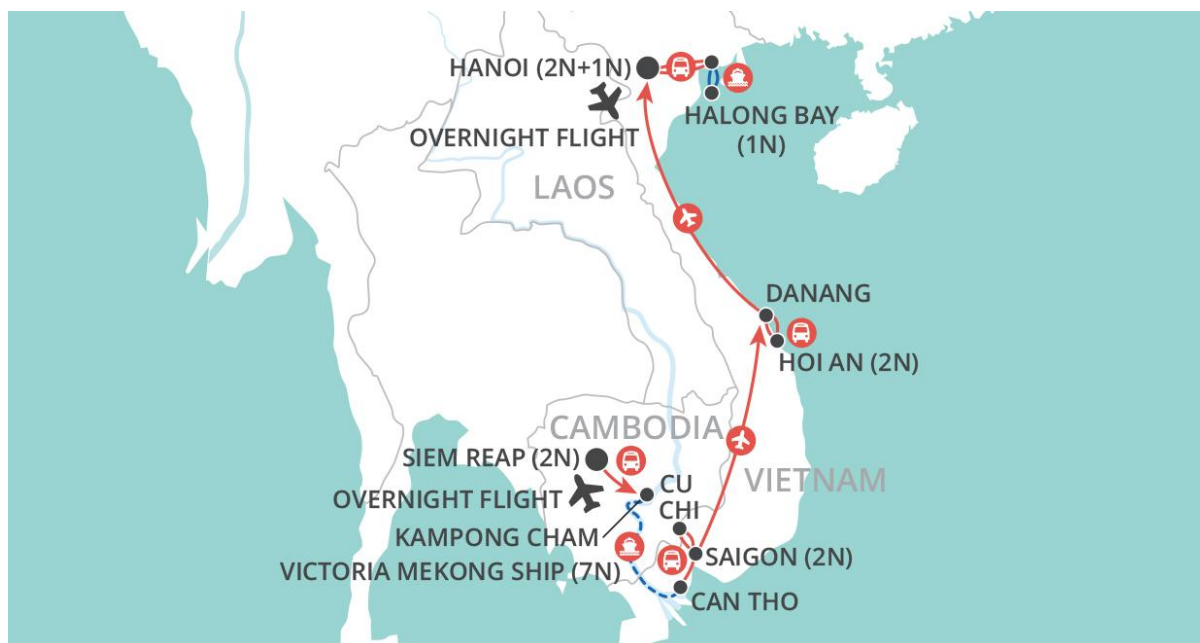 HANOI (2N+1N)
OVERNIGHT FLIGHT
HALONG BAY
(1N)
LAOS
DANANG
HOI AN (2N)
CAMBODIA
SIEM REAP (2N)
VIETNAM
OVERNIGHT FLIGHT
CU
CHI
KAMPONG CHAM
SAIGON (2N)
VICTORIA MEKONG SHIP (7N)
CAN THO